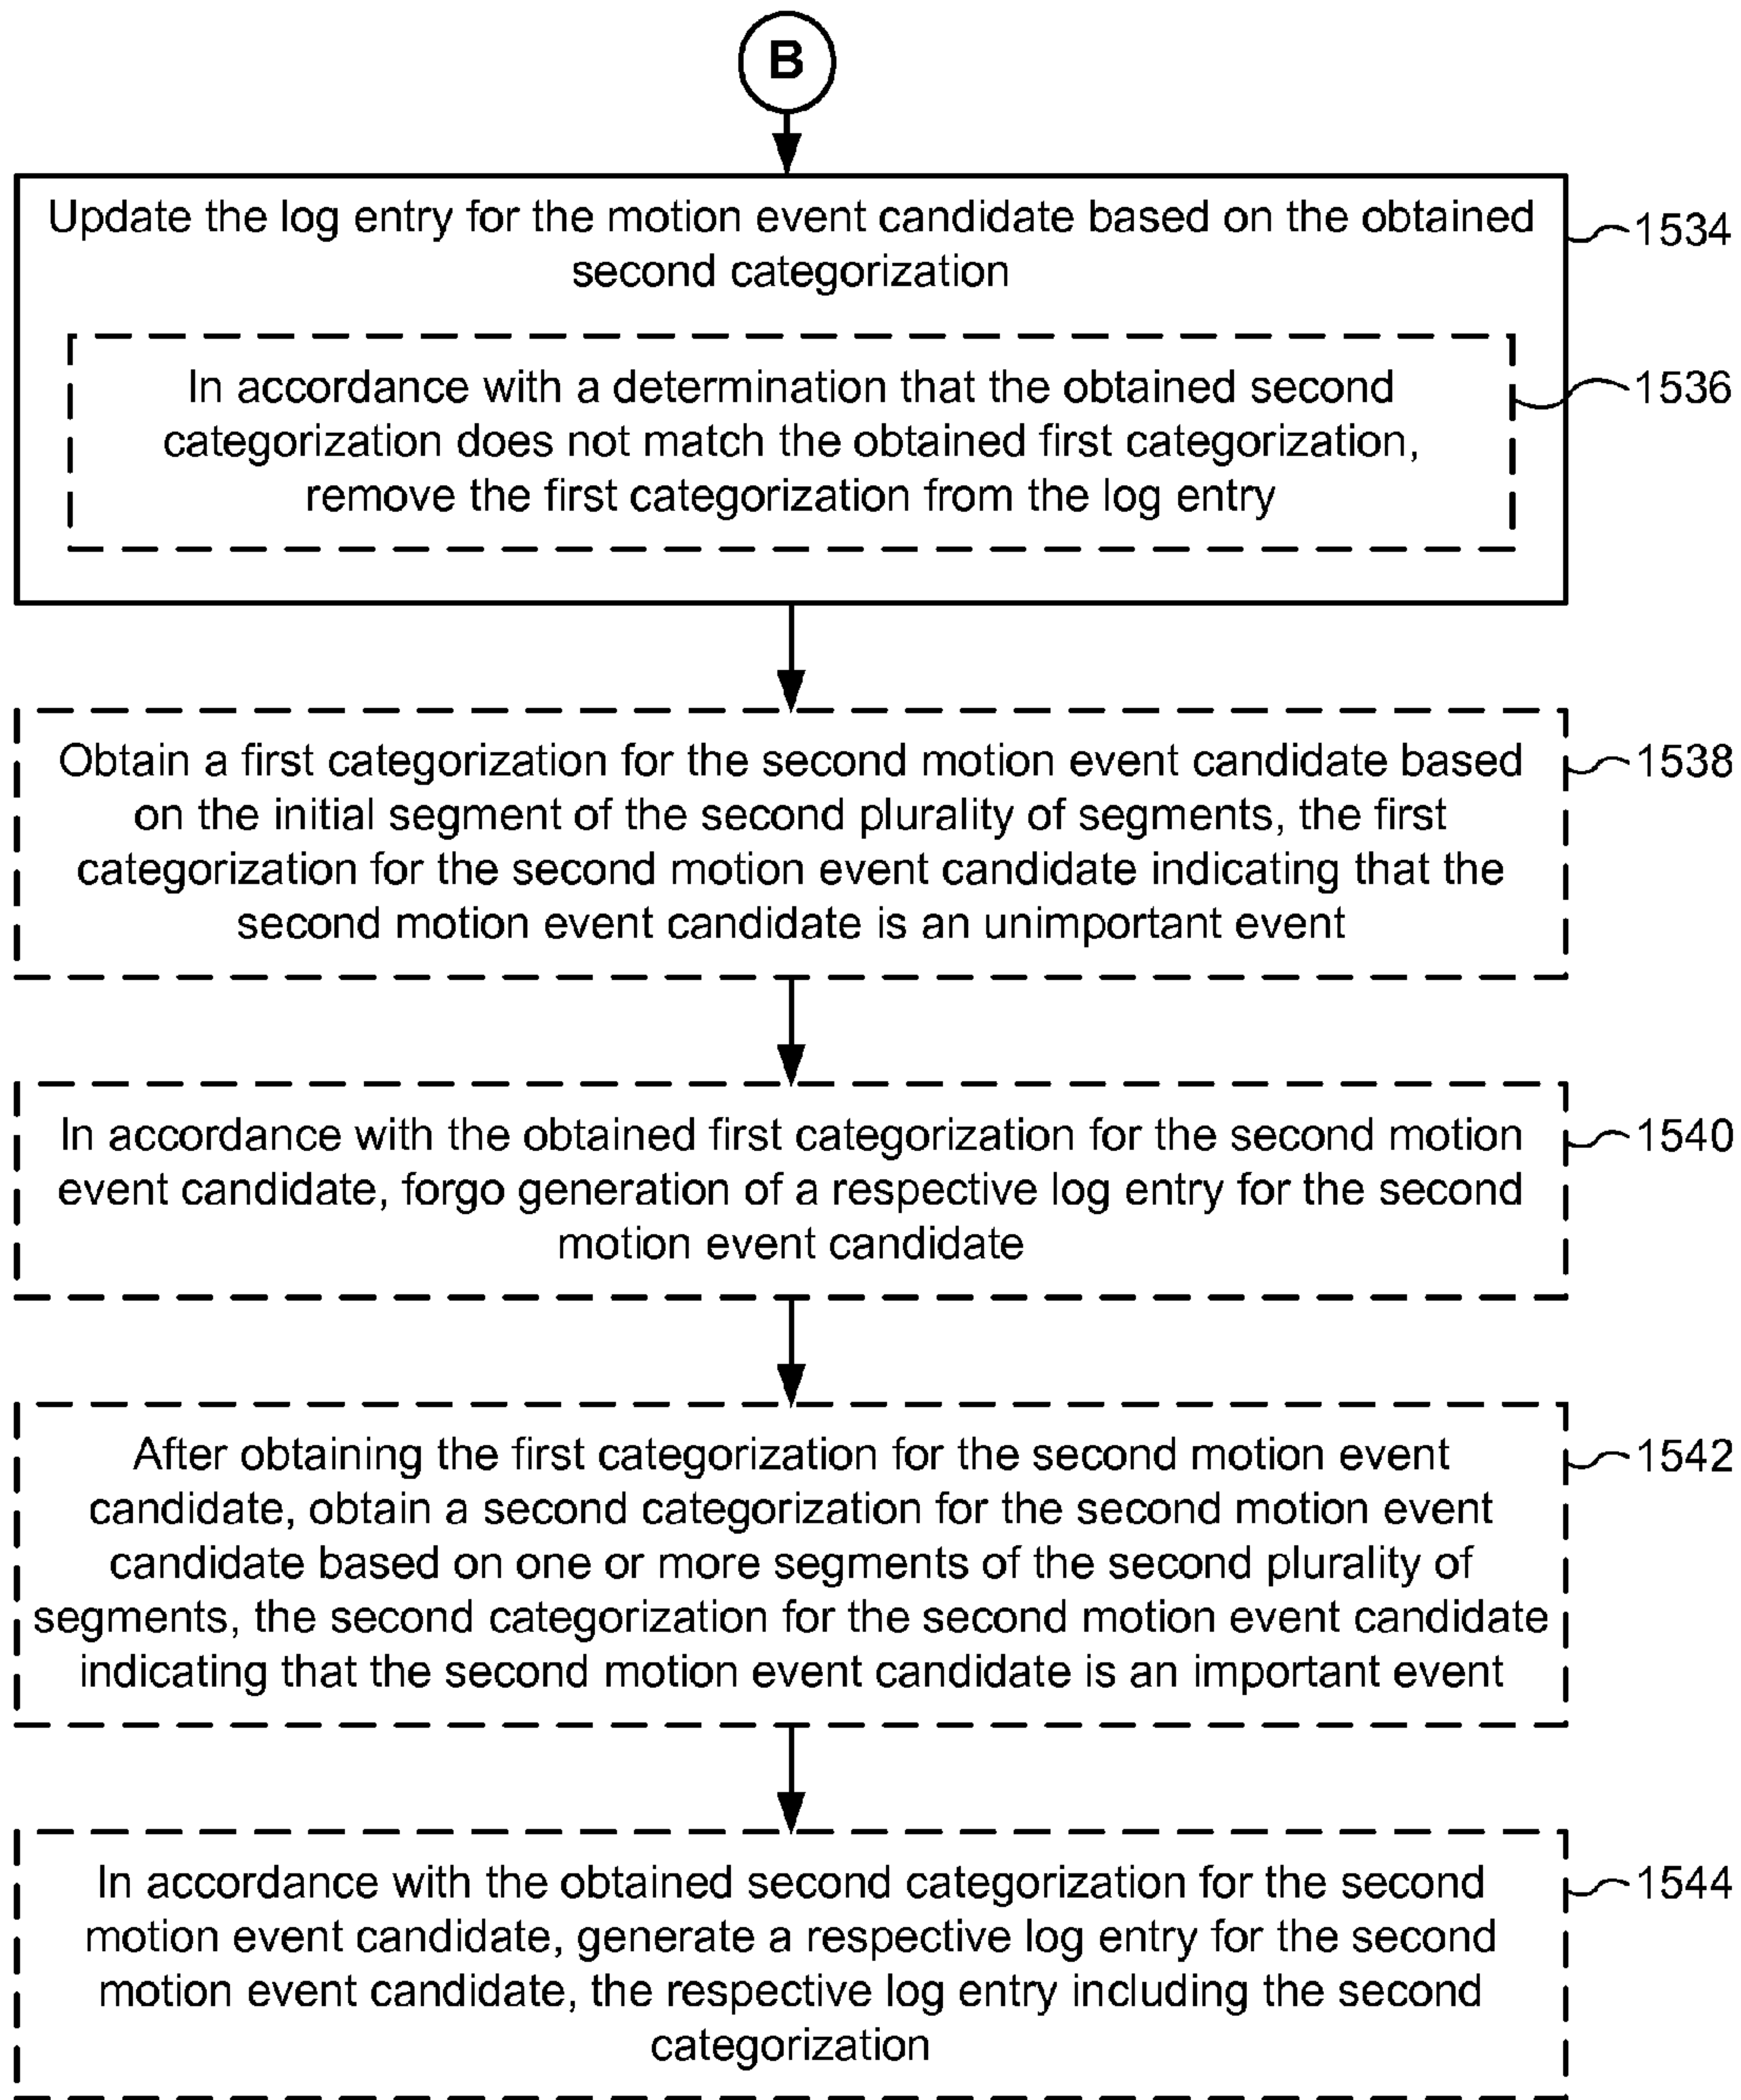 B
Update the log entry for the motion event candidate based on the obtained
second categorization
1534
In accordance with a determination that the obtained second
categorization does not match the obtained first categorization,
remove the first categorization from the log entry
1536
Obtain a first categorization for the second motion event candidate based
on the initial segment of the second plurality of segments, the first
categorization for the second motion event candidate indicating that the
second motion event candidate is an unimportant event
1538
In accordance with the obtained first categorization for the second motion
event candidate, forgo generation of a respective log entry for the second
motion event candidate
1540
After obtaining the first categorization for the second motion event
candidate, obtain a second categorization for the second motion event
candidate based on one or more segments of the second plurality of
segments, the second categorization for the second motion event candidate
indicating that the second motion event candidate is an important event
1542
In accordance with the obtained second categorization for the second
motion event candidate, generate a respective log entry for the second
motion event candidate, the respective log entry including the second
categorization
1544